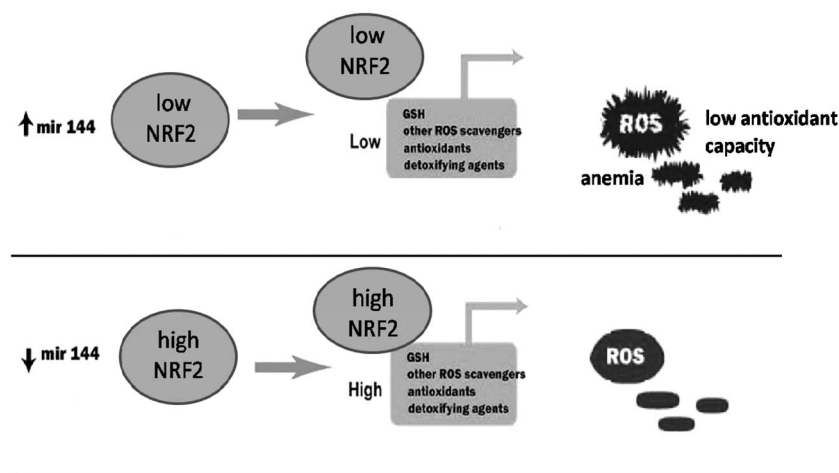 low
NRF2
low
NRF2
↑ mir 144
Low
GSH
other ROS scavengers
antioxidants
detoxifying agents
ROS
low antioxidant
capacity
anemia
high
NRF2
high
NRF2
↓ mir 144
High
GSH
other ROS scavengers
antioxidants
detoxifying agents
ROS